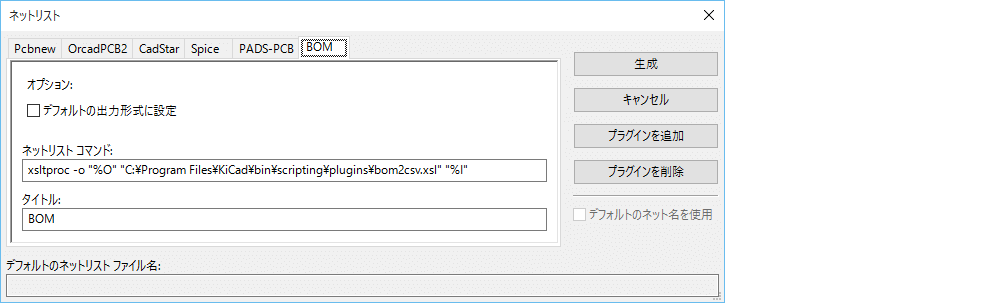 ネットリスト
Pcbnew OrcadPCB2 CadStar Spice PADS-PCB BOM
オプション:
デフォルトの出力形式に設定
ネットリスト コマンド:
xsltproc -o "%O" "C:¥Program Files¥KiCad¥bin¥scripting¥plugins¥bom2csv.xsl" "%I"
タイトル:
BOM
生成
キャンセル
プラグインを追加
プラグインを削除
デフォルトのネット名を使用
デフォルトのネットリスト ファイル名: